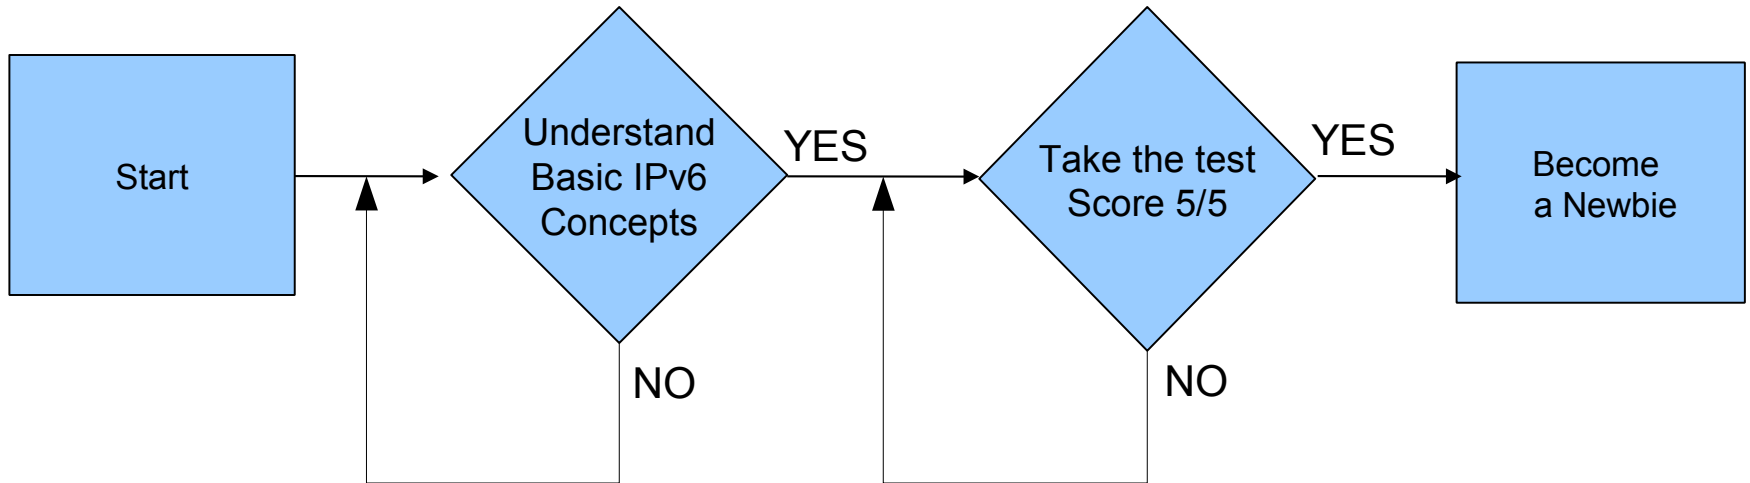 Start
Understand
Basic IPv6
Concepts
YES
NO
Take the test
Score 5/5
YES
NO
Become
a Newbie